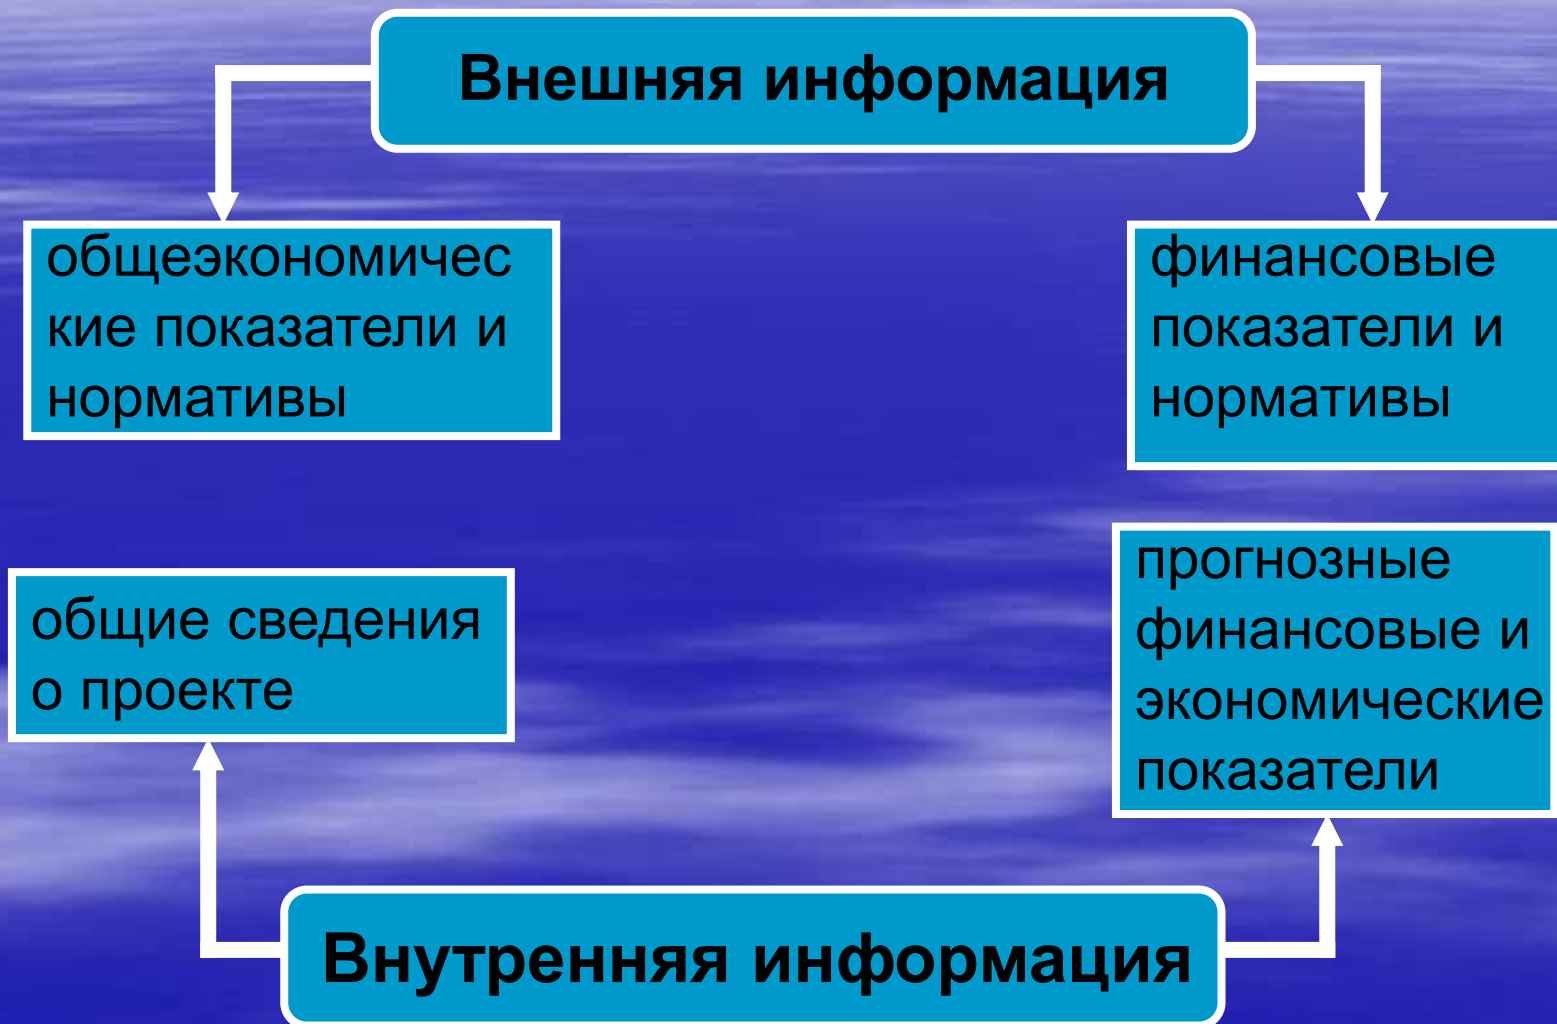 Внешняя информация
общеэкономичес
кие показатели и
нормативы
финансовые
показатели и
нормативы
общие сведения
о проекте
прогнозные
финансовые и
экономические
показатели
Внутренняя информация